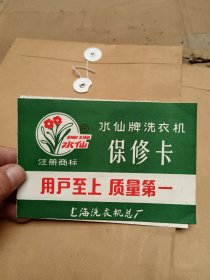 水仙牌洗衣机
SHUI XIAN
水仙
注册商标
保修卡
用户至上 质量第一
上海洗衣机总厂